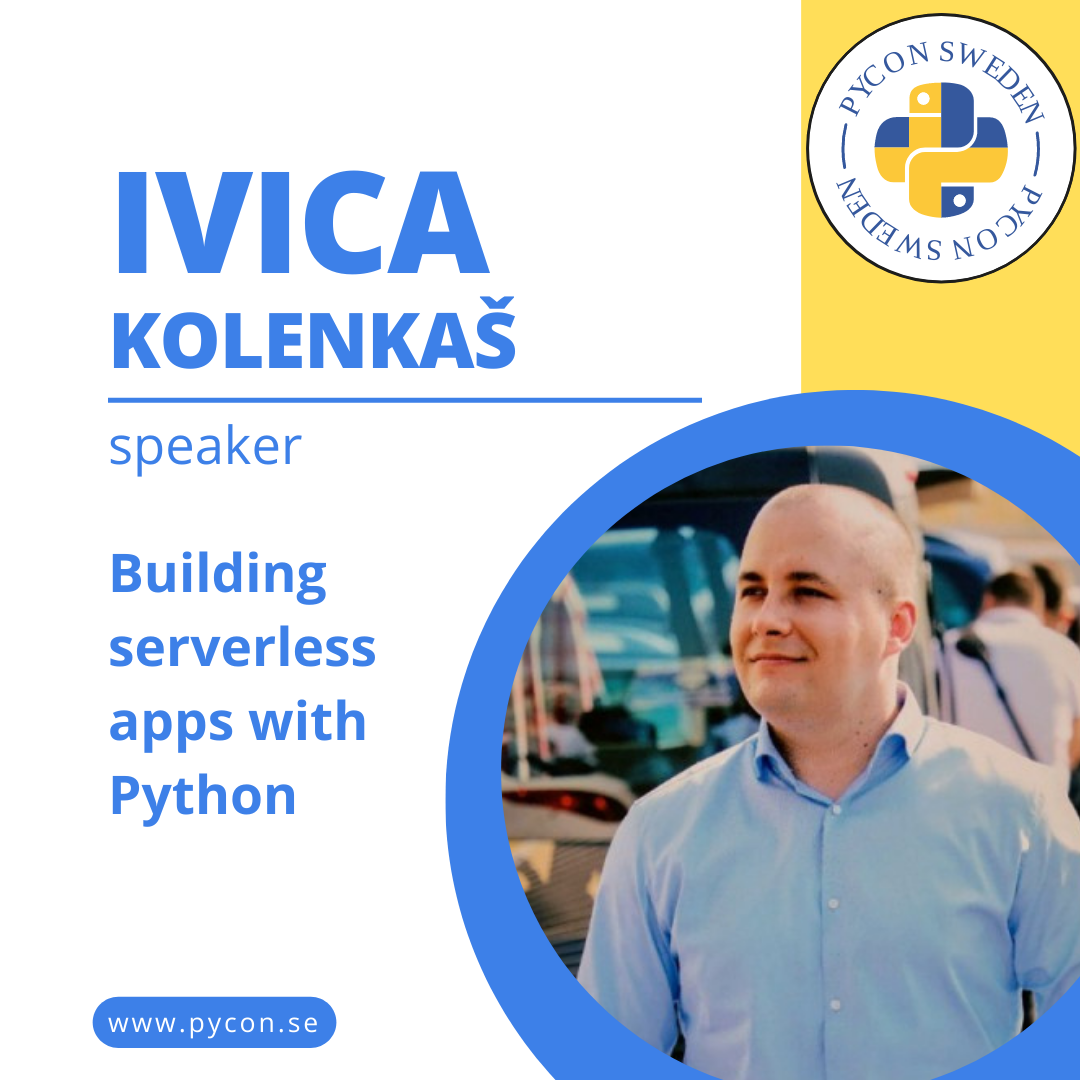 PYCON SWEDEN
PYCON SWEDEN
IVICA
KOLENKAŠ
speaker
Building
serverless
apps with
Python
www.pycon.se